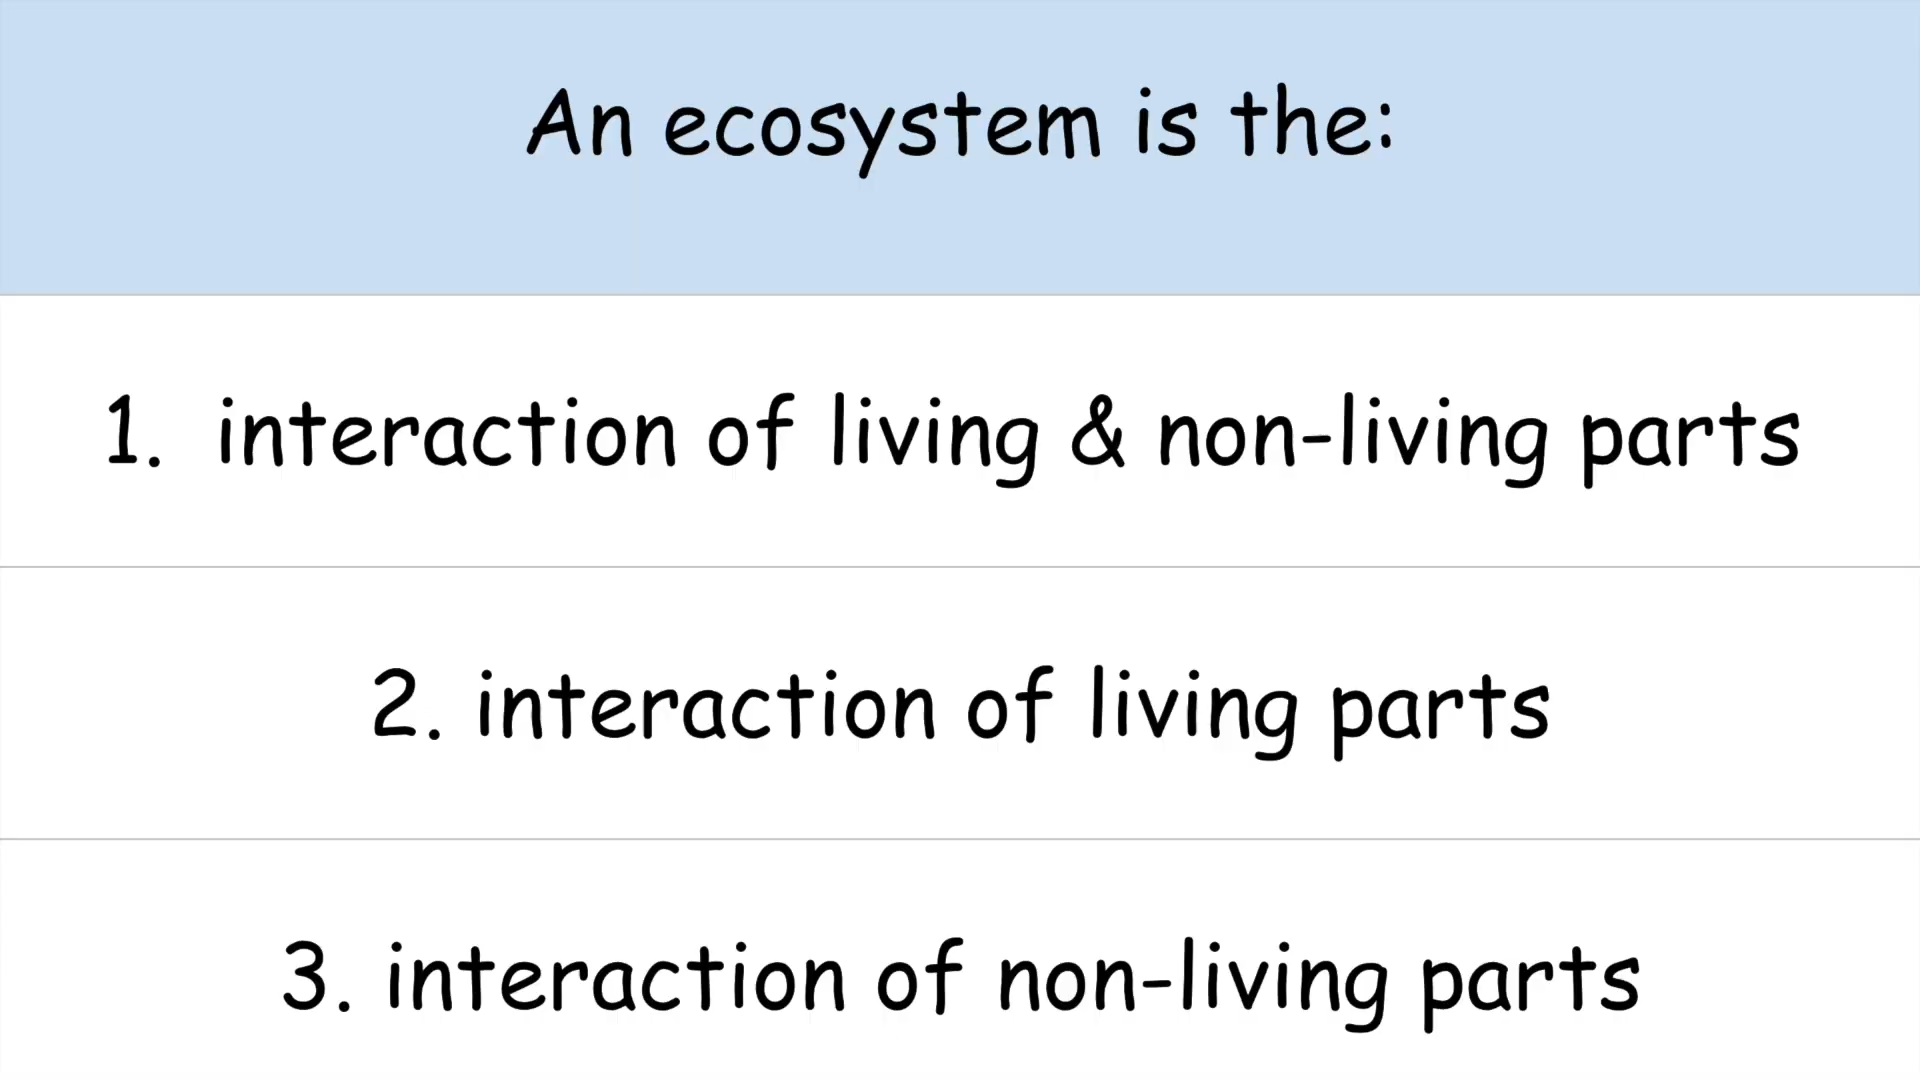 An ecosystem is the:
1. interaction of living & non-living parts
2. interaction of living parts
3. interaction of non-living parts